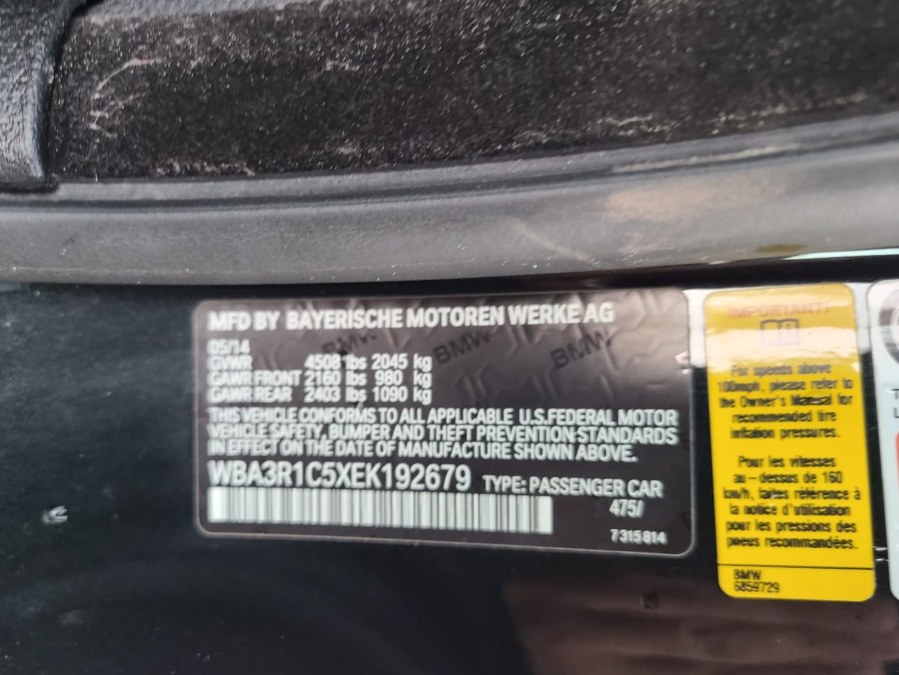 MFD BY BAYERISCHE MOTOREN WERKE AG
05/14
GVWR 4508 lbs 2045 kg
GAWR FRONT 2160 lbs 980 kg
GAWR REAR 2403 lbs 1090 kg
THIS VEHICLE CONFORMS TO ALL APPLICABLE U.S.FEDERAL MOTOR
VEHICLE SAFETY, BUMPER AND THEFT PREVENTION STANDARDS
IN EFFECT ON THE DATE OF MANUFACTURE SHOWN ABOVE.
WBA3R1C5XEK192679 TYPE: PASSENGER CAR
475/
7315814
BMW
BMW
BMW
IMPORTANT:
For speeds above
100mph, please refer to
the Owner's Manual for
recommended tire
inflation pressures.
Pour les vitesses
au-dessus de 160
km/h, faites référence à
la notice d'utilisation
pour les pressions des
pneus recommandées.
BMW
6859729